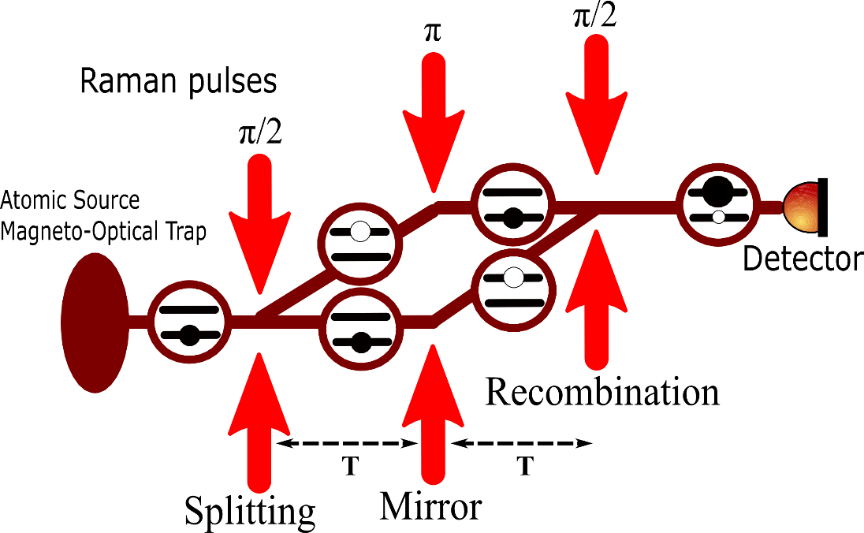 π/2
π
Raman pulses
π/2
Atomic Source
Magneto-Optical Trap
Detector
Recombination
T
T
Splitting
Mirror